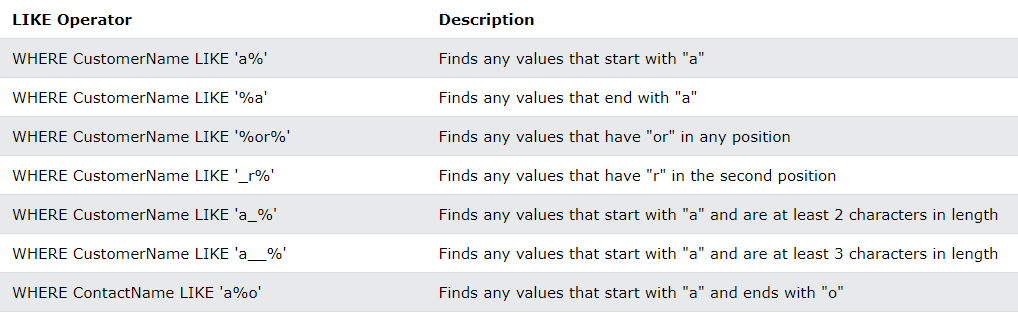 LIKE Operator Description
WHERE CustomerName LIKE 'a%' Finds any values that start with "a"
WHERE CustomerName LIKE '%a' Finds any values that end with "a"
WHERE CustomerName LIKE '%or%' Finds any values that have "or" in any position
WHERE CustomerName LIKE '_r%' Finds any values that have "r" in the second position
WHERE CustomerName LIKE 'a_%' Finds any values that start with "a" and are at least 2 characters in length
WHERE CustomerName LIKE 'a__%' Finds any values that start with "a" and are at least 3 characters in length
WHERE ContactName LIKE 'a%o' Finds any values that start with "a" and ends with "o"